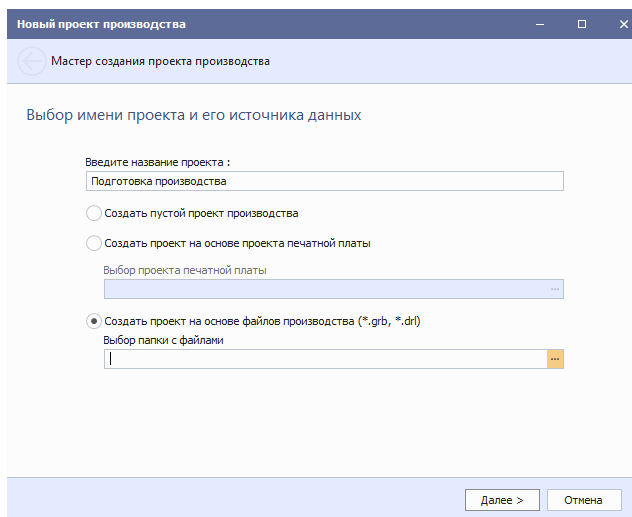 Новый проект производства
Мастер создания проекта производства
Выбор имени проекта и его источника данных
Введите название проекта :
Подготовка производства
Создать пустой проект производства
Создать проект на основе проекта печатной платы
Выбор проекта печатной платы
...
Создать проект на основе файлов производства (*.grb, *.drl)
Выбор папки с файлами
...
Далее > Отмена